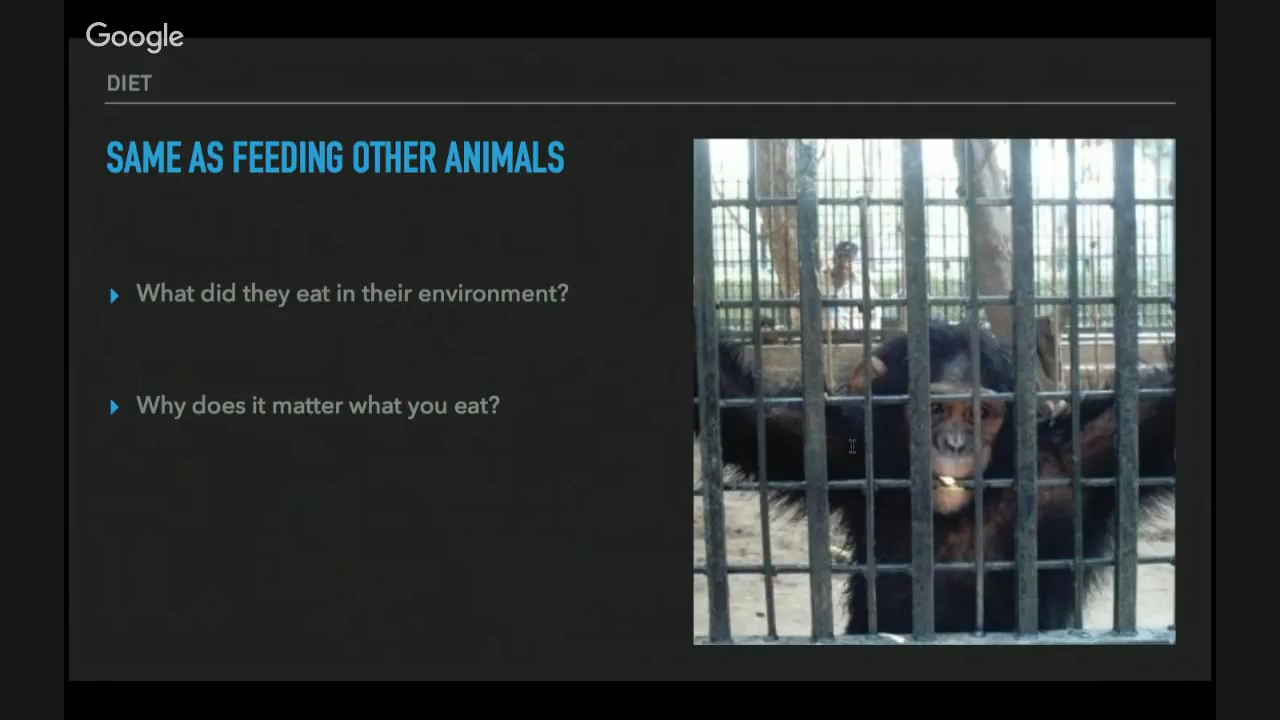 Google
DIET
SAME AS FEEDING OTHER ANIMALS
What did they eat in their environment?
Why does it matter what you eat?